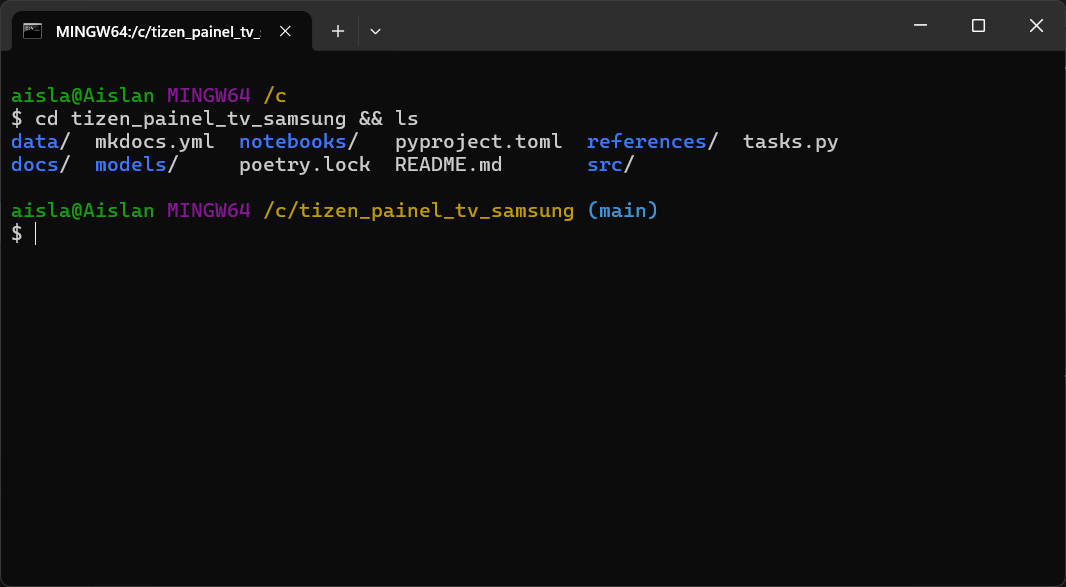 MINGW64:/c/tizen_painel_tv_
aisla@Aislan MINGW64 /c
$ cd tizen_painel_tv_samsung && ls
data/  mkdocs.yml  notebooks/   pyproject.toml  references/  tasks.py
docs/  models/     poetry.lock  README.md       src/
aisla@Aislan MINGW64 /c/tizen_painel_tv_samsung (main)
$